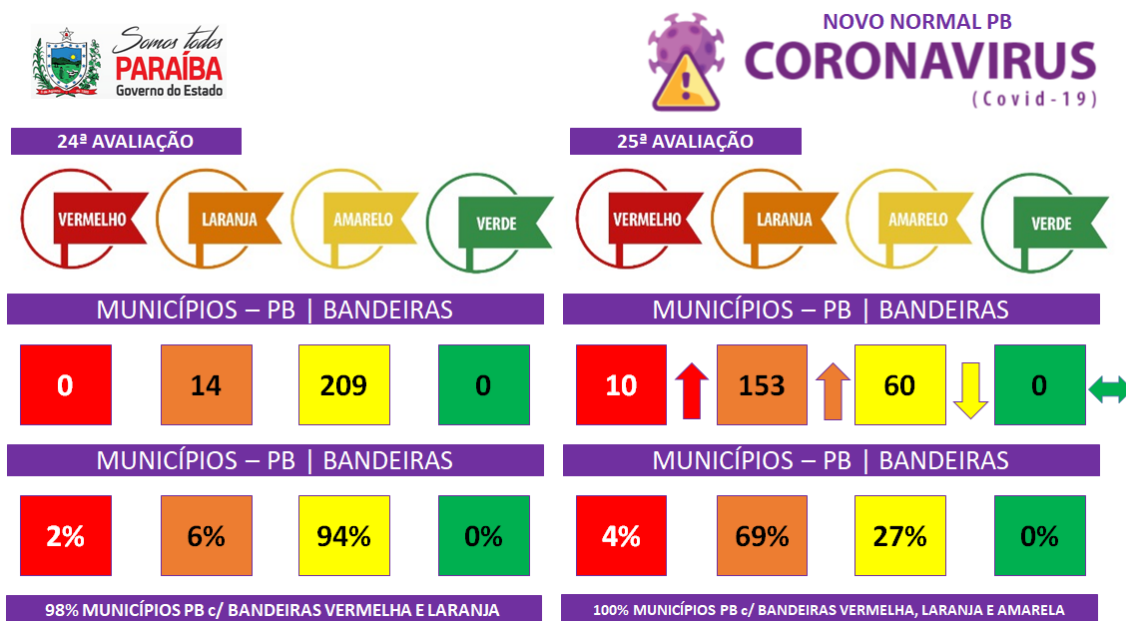 Somos todos
PARAÍBA
Governo do Estado
NOVO NORMAL PB
CORONAVIRUS
(Covid-19)
24ª AVALIAÇÃO
VERMELHO
LARANJA
AMARELO
VERDE
MUNICÍPIOS – PB | BANDEIRAS
0
14
209
0
MUNICÍPIOS – PB | BANDEIRAS
2%
6%
94%
0%
98% MUNICÍPIOS PB c/ BANDEIRAS VERMELHA E LARANJA
25ª AVALIAÇÃO
VERMELHO
LARANJA
AMARELO
VERDE
MUNICÍPIOS – PB | BANDEIRAS
10
153
60
0
MUNICÍPIOS – PB | BANDEIRAS
4%
69%
27%
0%
100% MUNICÍPIOS PB c/ BANDEIRAS VERMELHA, LARANJA E AMARELA